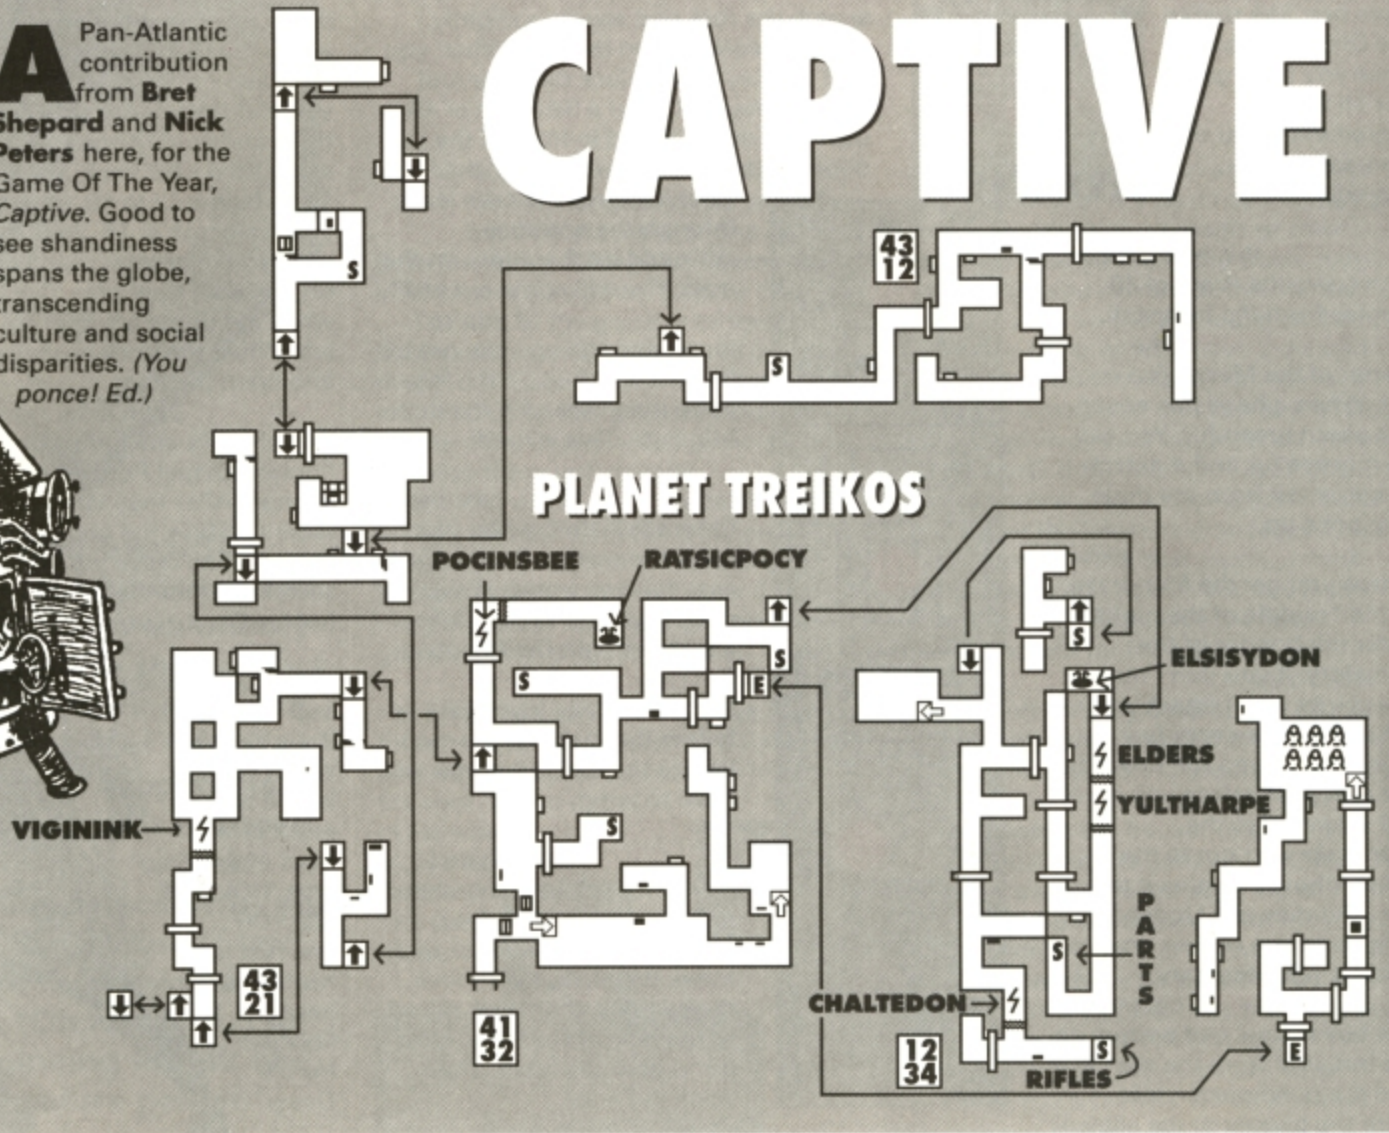 A Pan-Atlantic
contribution
from Bret
Shepard and Nick
Peters here, for the
Game Of The Year,
Captive. Good to
see shandiness
spans the globe,
transcending
culture and social
disparities. (You
ponce! Ed.)
CAPTIVE
S
43
12
S
PLANET TREIKOS
POCINSBEE
RATSICPOCY
S
S
S
E
ELSISYDON
ELDERS
YULTHARPE
VIGININK
S
PARTS
S
43
21
CHALTEDON
41
32
12
34
S
RIFLES
E